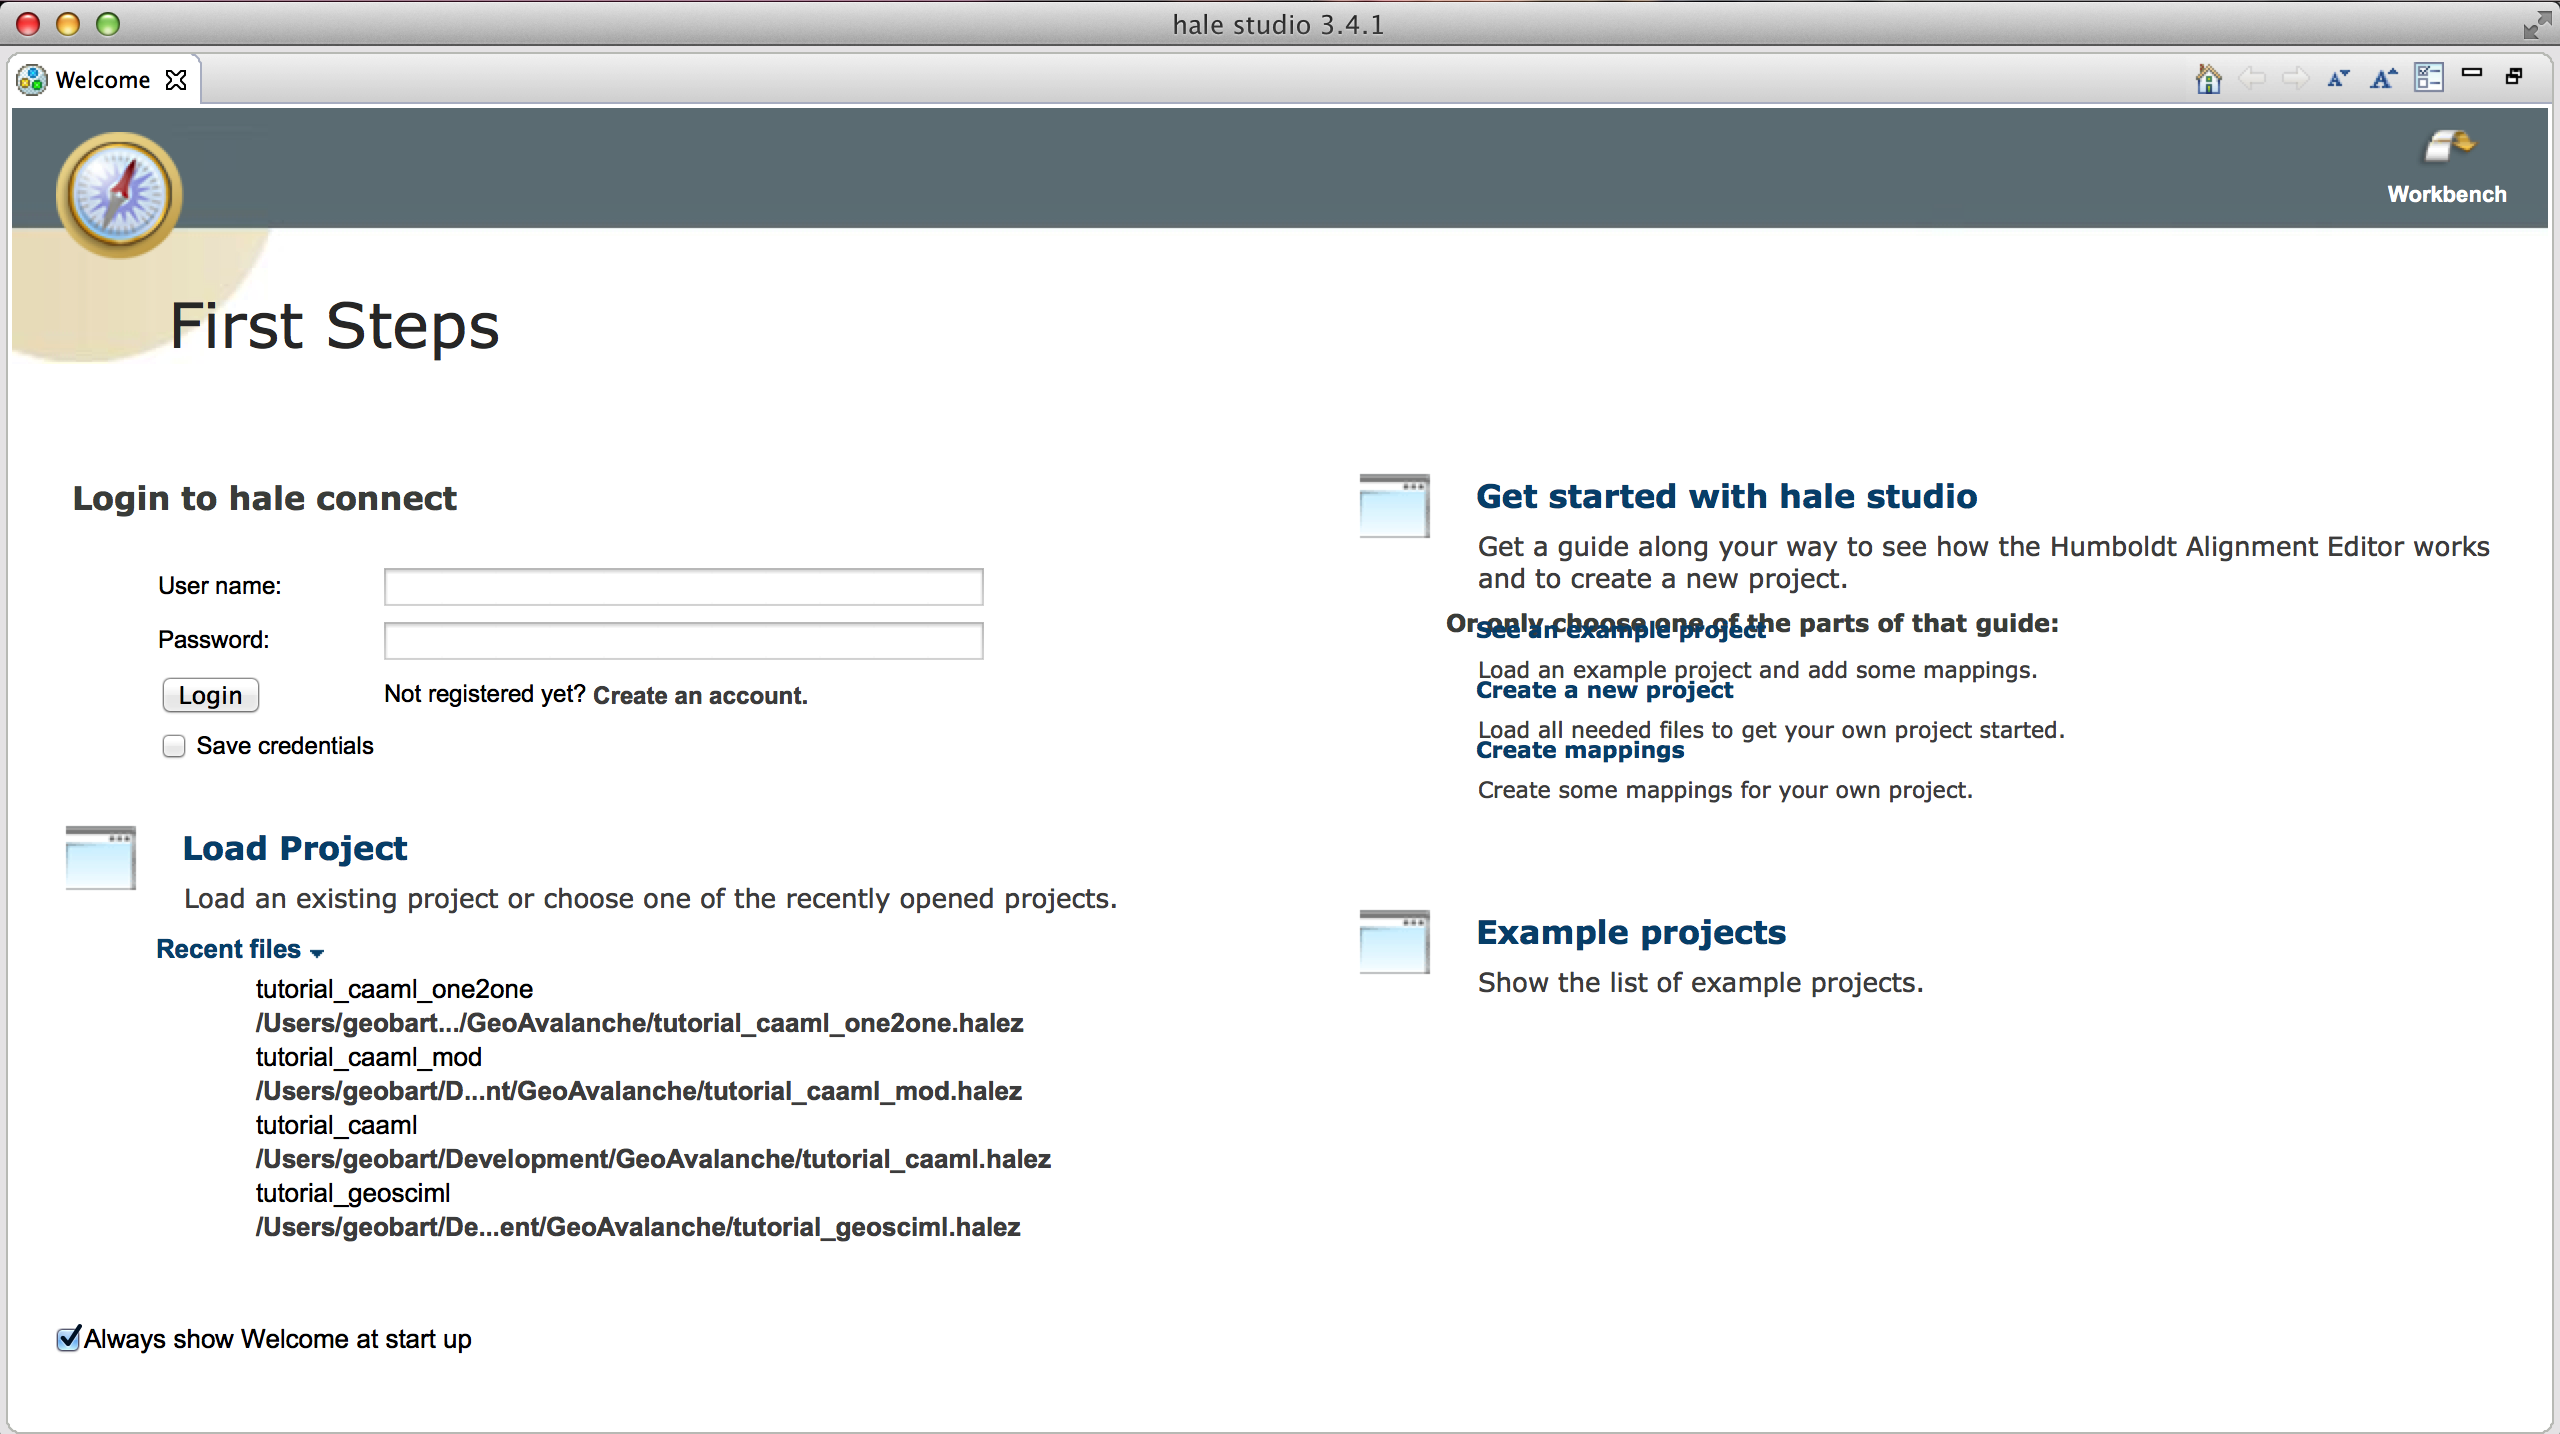 hale studio 3.4.1
Welcome
Workbench
First Steps
Login to hale connect
User name:
Password:
Login
Not registered yet? Create an account.
Save credentials
Load Project
Load an existing project or choose one of the recently opened projects.
Recent files
tutorial_caaml_one2one
/Users/geobart.../GeoAvalanche/tutorial_caaml_one2one.halez
tutorial_caaml_mod
/Users/geobart/D...nt/GeoAvalanche/tutorial_caaml_mod.halez
tutorial_caaml
/Users/geobart/Development/GeoAvalanche/tutorial_caaml.halez
tutorial_geosciml
/Users/geobart/De...ent/GeoAvalanche/tutorial_geosciml.halez
Always show Welcome at start up
Get started with hale studio
Get a guide along your way to see how the Humboldt Alignment Editor works
and to create a new project.
Or only choose one of the parts of that guide:
See an example project
Load an example project and add some mappings.
Create a new project
Load all needed files to get your own project started.
Create mappings
Create some mappings for your own project.
Example projects
Show the list of example projects.